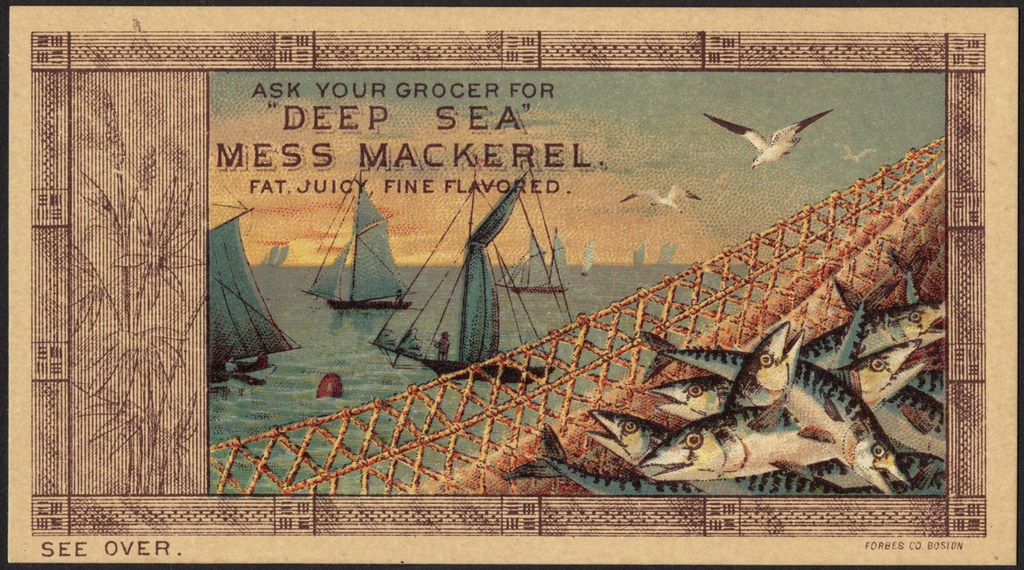 ASK YOUR GROCER FOR
"DEEP SEA"
MESS MACKEREL.
FAT, JUICY, FINE FLAVORED.
SEE OVER.
FORBES CO. BOSTON